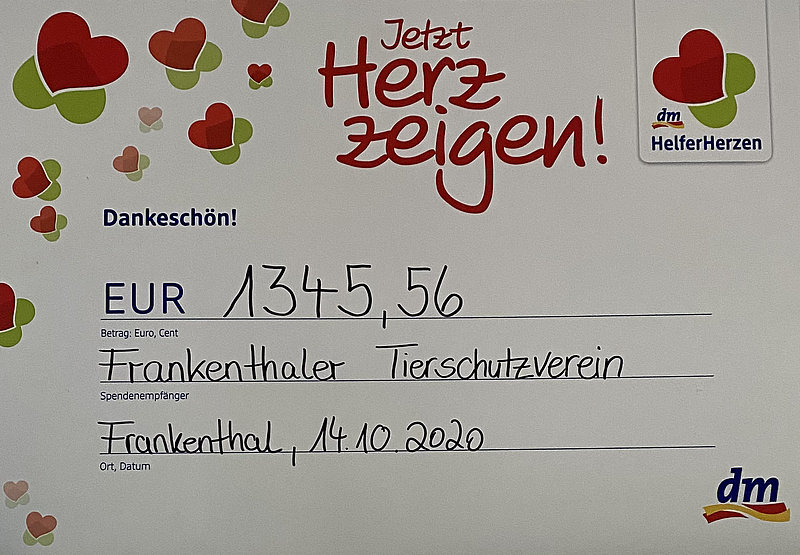 Jetzt
Herz
zeigen!
dm
HelferHerzen
Dankeschön!
EUR 1345,56
Betrag: Euro, Cent
Frankenthaler Tierschutzverein
Spendenempfänger
Frankenthal, 14.10.2020
Ort, Datum
dm